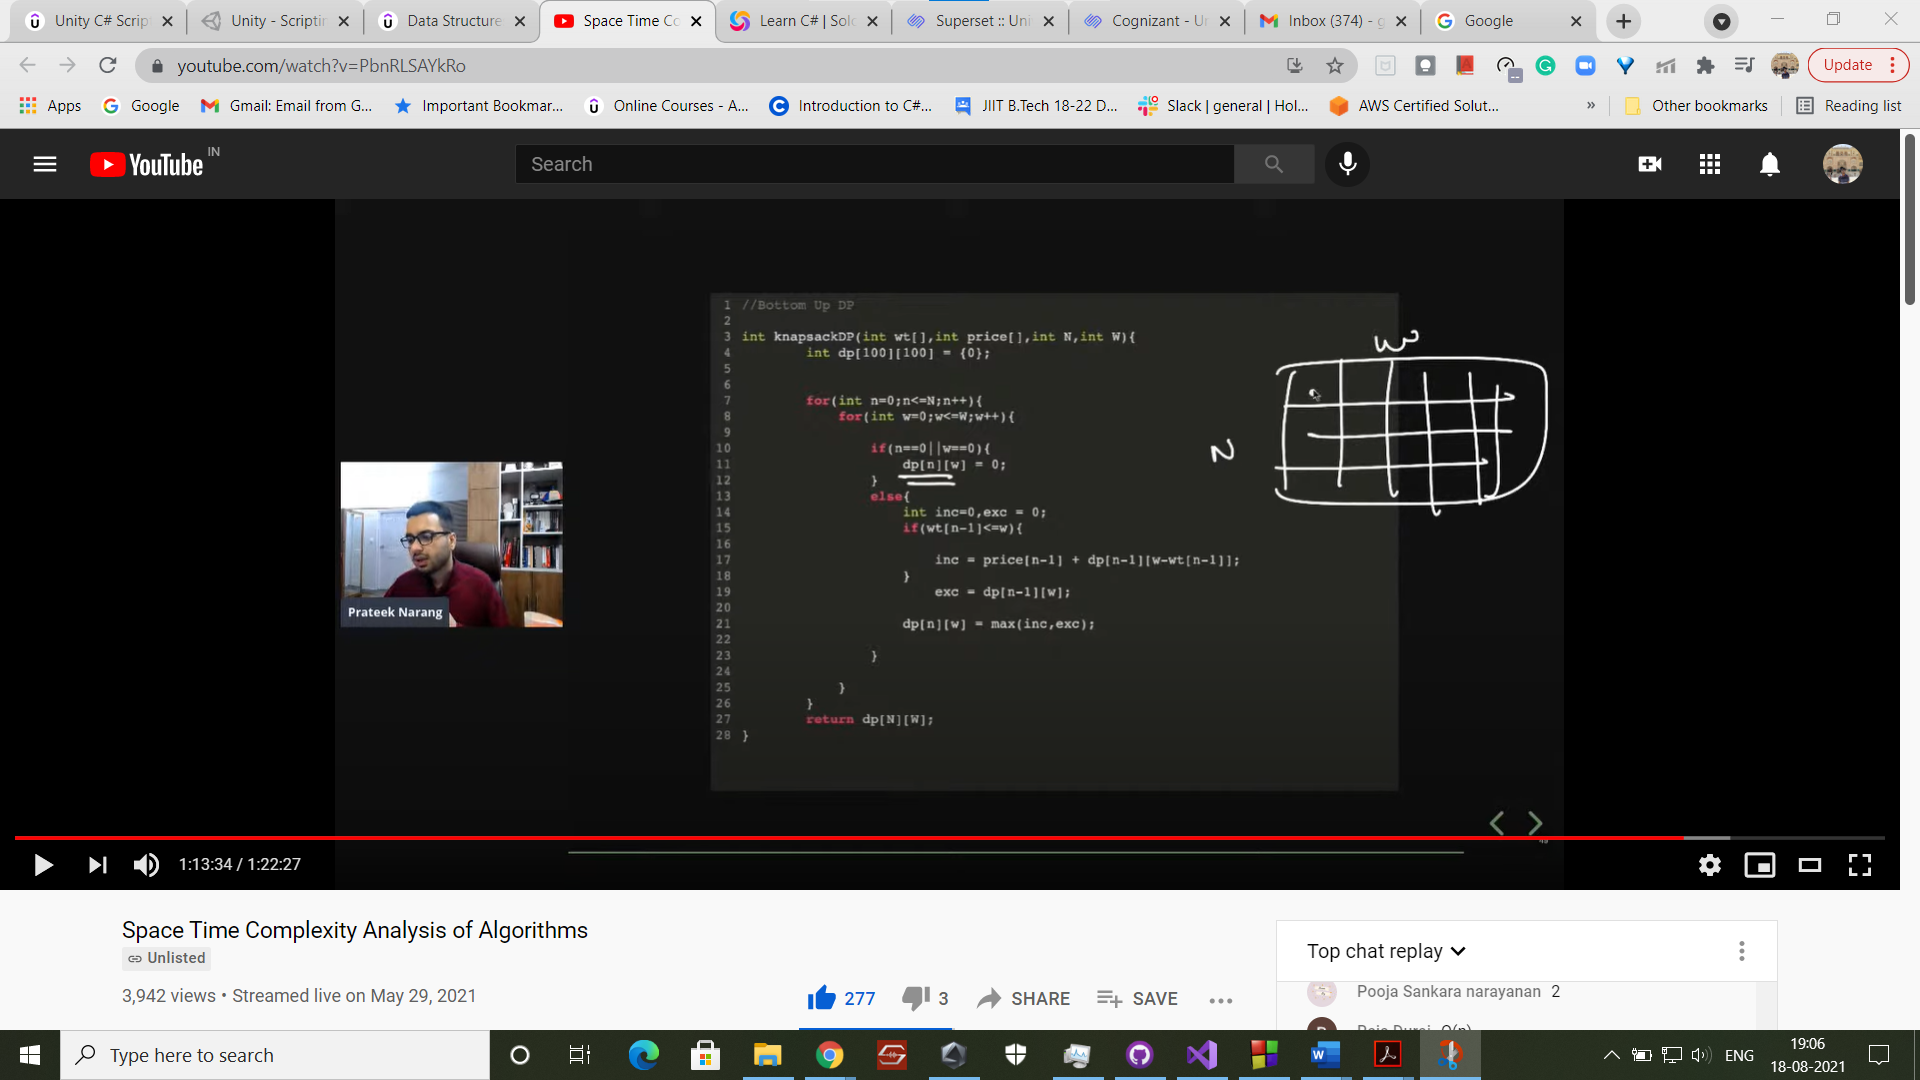 Unity C# Scrip
Unity - Scriptin
Data Structure
Space Time Co
Learn C# | Solo
Superset :: Uni
Cognizant - Ur
Inbox (374) - g
Google
youtube.com/watch?v=PbnRLSAYkRo
Update
Apps
Google
Gmail: Email from G...
Important Bookmar...
Online Courses - A...
Introduction to C#...
JIIT B.Tech 18-22 D...
Slack | general | Hol...
AWS Certified Solut...
»
Other bookmarks
Reading list
YouTube IN
Search
1 //Bottom Up DP
2
3 int knapsackDP(int wt[],int price[],int N,int W){
4 int dp[100][100] = {0};
5
6
7 for(int n=0;n<=N;n++){
8 for(int w=0;w<=W;w++){
9
10 if(n==0||w==0){
11 dp[n][w] = 0;
12 }
13 else{
14 int inc=0,exc = 0;
15 if(wt[n-1]<=w){
16
17 inc = price[n-1] + dp[n-1][w-wt[n-1]];
18 }
19 exc = dp[n-1][w];
20
21 dp[n][w] = max(inc,exc);
22
23 }
24
25 }
26 }
27 return dp[N][W];
28 }
W
N
Prateek Narang
1:13:34 / 1:22:27
Space Time Complexity Analysis of Algorithms
Unlisted
3,942 views • Streamed live on May 29, 2021
277
3
SHARE
SAVE
Top chat replay
Pooja Sankara narayanan 2
Type here to search
ENG
19:06
18-08-2021